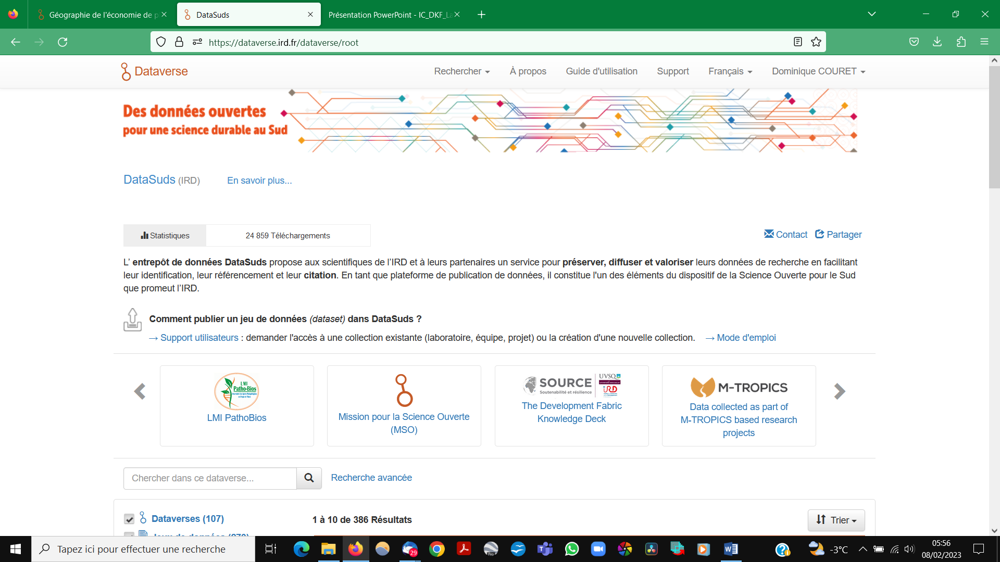 Géographie de l'économie de p
DataSuds
Présentation PowerPoint - IC_DKF_La
https://dataverse.ird.fr/dataverse/root
Dataverse
Rechercher
À propos
Guide d'utilisation
Support
Français
Dominique COURET
Des données ouvertes
pour une science durable au Sud
DataSuds (IRD)
En savoir plus...
Statistiques
24 859 Téléchargements
Contact
Partager
L' entrepôt de données DataSuds propose aux scientifiques de l'IRD et à leurs partenaires un service pour préserver, diffuser et valoriser leurs données de recherche en facilitant
leur identification, leur référencement et leur citation. En tant que plateforme de publication de données, il constitue l'un des éléments du dispositif de la Science Ouverte pour le Sud
que promeut l'IRD.
Comment publier un jeu de données (dataset) dans DataSuds ?
→ Support utilisateurs : demander l'accès à une collection existante (laboratoire, équipe, projet) ou la création d'une nouvelle collection. → Mode d'emploi
LMI
Patho-Bios
LMI PathoBios
Mission pour la Science Ouverte
(MSO)
SOURCE
Soutenabilité et résilience
UVSQ
IRD
The Development Fabric
Knowledge Deck
M-TROPICS
Data collected as part of
M-TROPICS based research
projects
Chercher dans ce dataverse...
Recherche avancée
Dataverses (107)
1 à 10 de 386 Résultats
Trier
Jeux de données (279)
Tapez ici pour effectuer une recherche
29
Pro
-3°C
05:56
08/02/2023